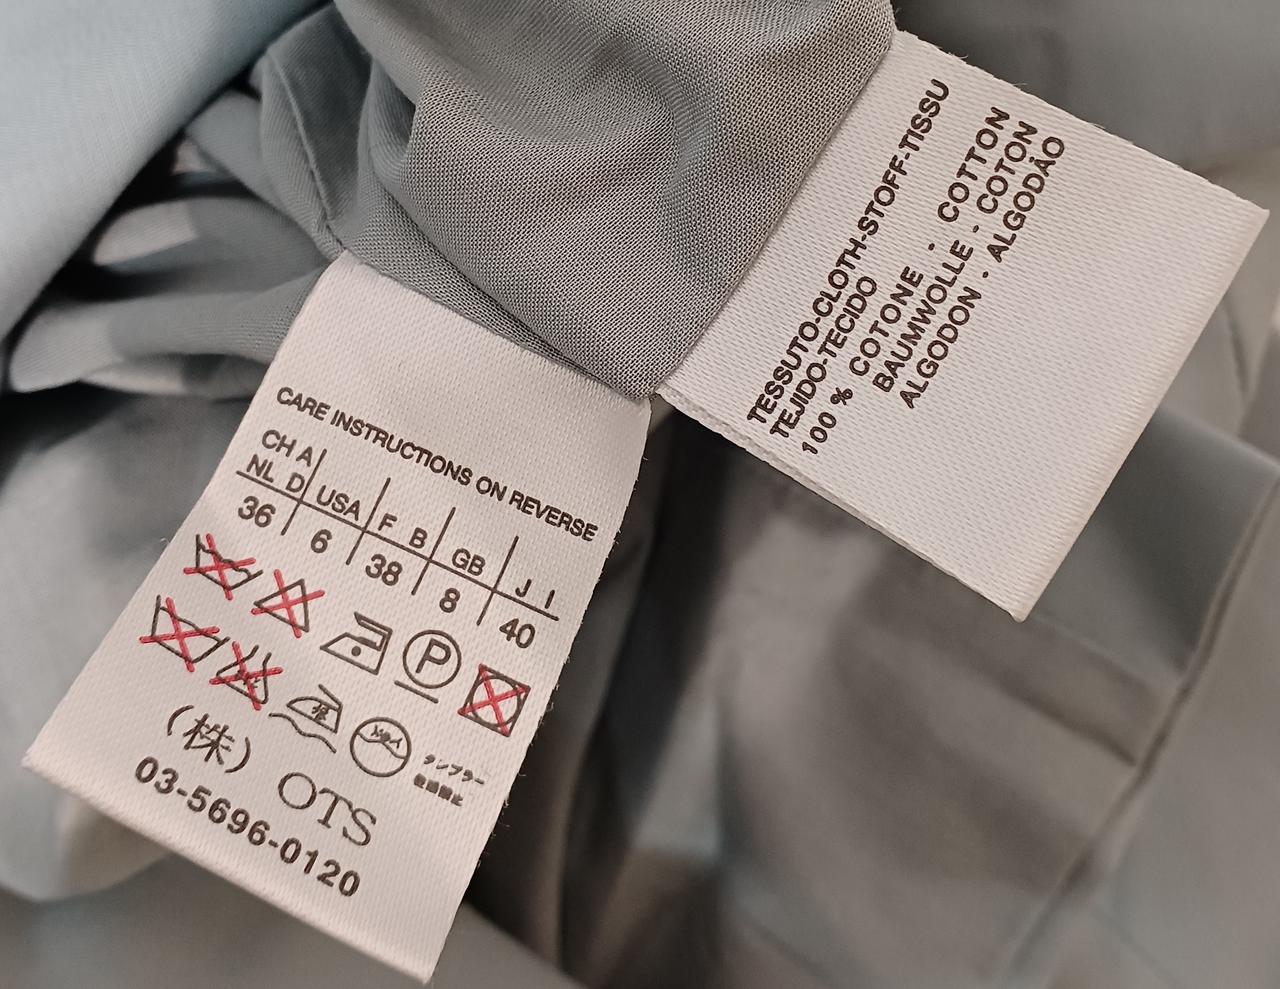 CARE INSTRUCTIONS ON REVERSE
CH A
NL D USA F B GB J I
36 6 38 8 40
P
(株) OTS
03-5696-0120
TESSUTO-CLOTH-STOFF-TISSU
TEJIDO-TECIDO
100 % COTONE - COTTON
BAUMWOLLE - COTON
ALGODON - ALGODÃO